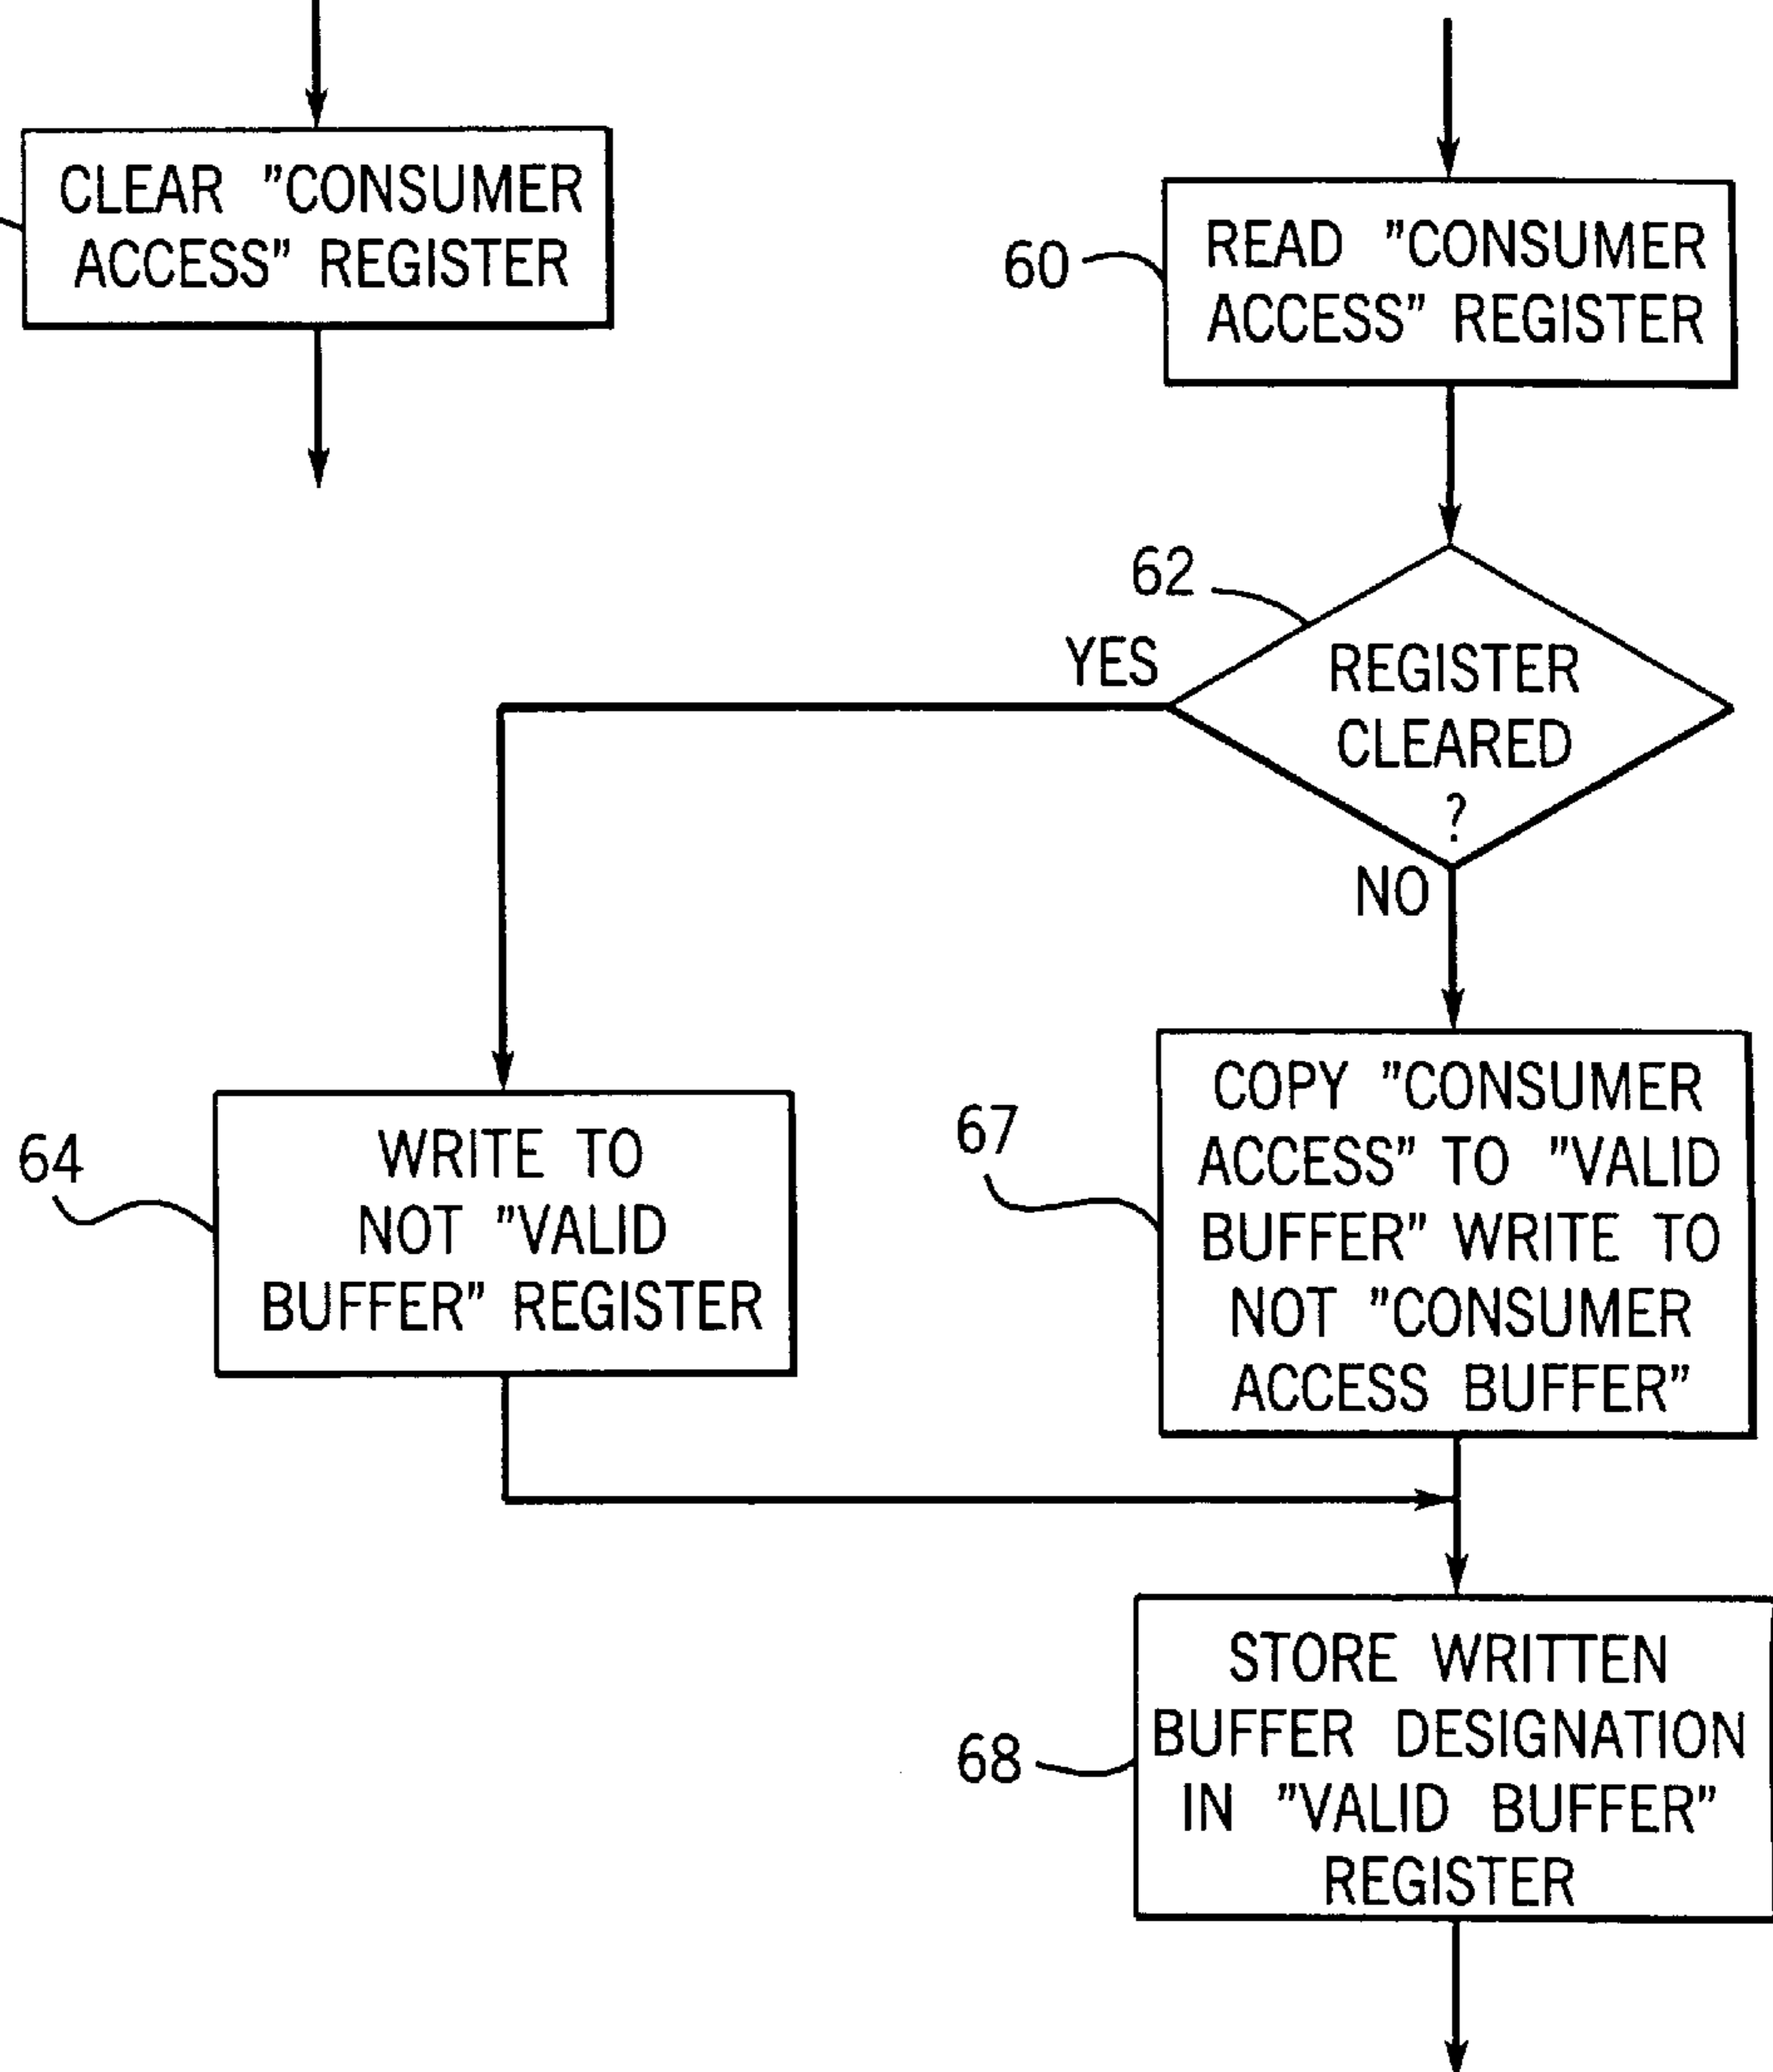 CLEAR "CONSUMER
ACCESS" REGISTER
60
READ "CONSUMER
ACCESS" REGISTER
62
YES
REGISTER
CLEARED
?
NO
64
WRITE TO
NOT "VALID
BUFFER" REGISTER
67
COPY "CONSUMER
ACCESS" TO "VALID
BUFFER" WRITE TO
NOT "CONSUMER
ACCESS BUFFER"
68
STORE WRITTEN
BUFFER DESIGNATION
IN "VALID BUFFER"
REGISTER